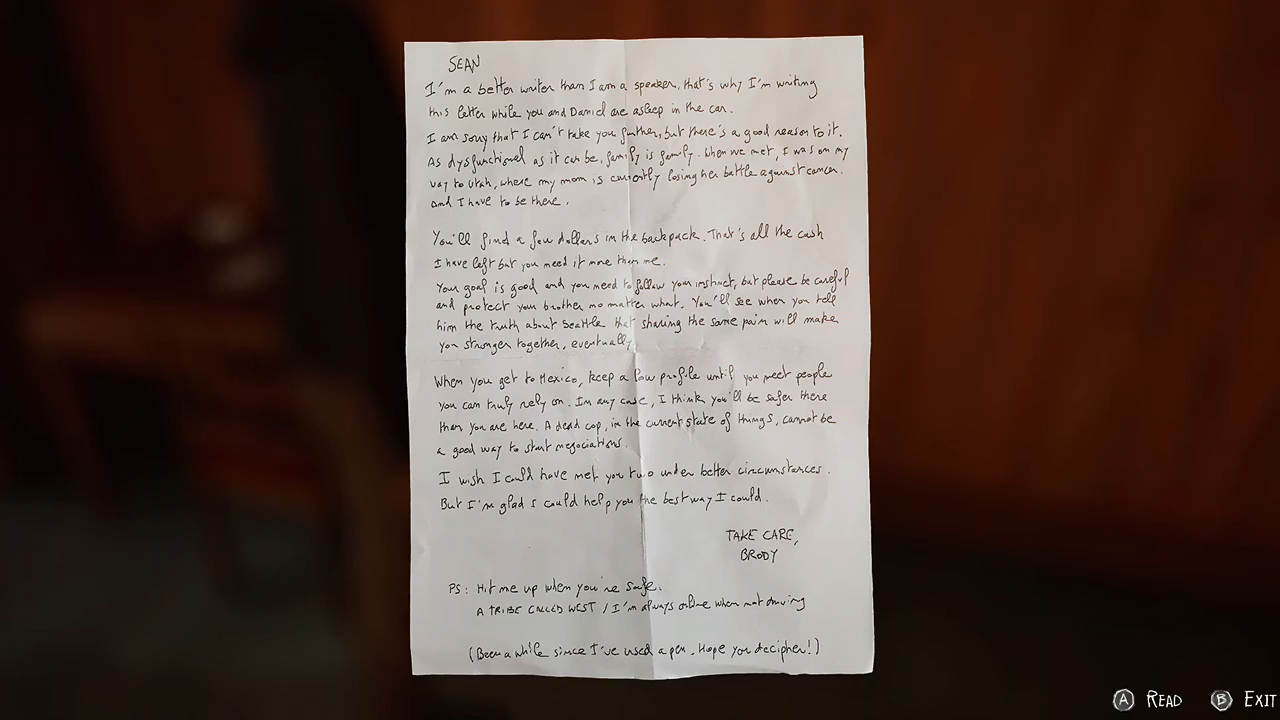 SEAN
I'm a better writer than I am a speaker, that's why I'm writing
this letter while you and Daniel are asleep in the car.
I am sorry that I can't take you further, but there's a good reason to it.
As dysfunctional as it can be, family is family. When we met, I was on my
way to Utah, where my mom is currently losing her battle against cancer.
and I have to be there.
You'll find a few dollars in the backpack. That's all the cash
I have left but you need it more than me.
Your goal is good and you need to follow your instinct, but please be careful
and protect your brother no matter what. You'll see when you tell
him the truth about Seattle that sharing the same pain will make
you stronger together, eventually.
When you get to Mexico, keep a low profile until you meet people
you can truly rely on. In any case, I think you'll be safer there
than you are here. A dead cop, in the current state of things, cannot be
a good way to start negociations.
I wish I could have met you two under better circumstances.
But I'm glad I could help you the best way I could.
TAKE CARE,
BRODY
PS: Hit me up when you're safe.
A TRIBE CALLED WEST / I'm always online when not driving
(Been a while since I've used a pen. Hope you decipher!)
A READ B EXIT